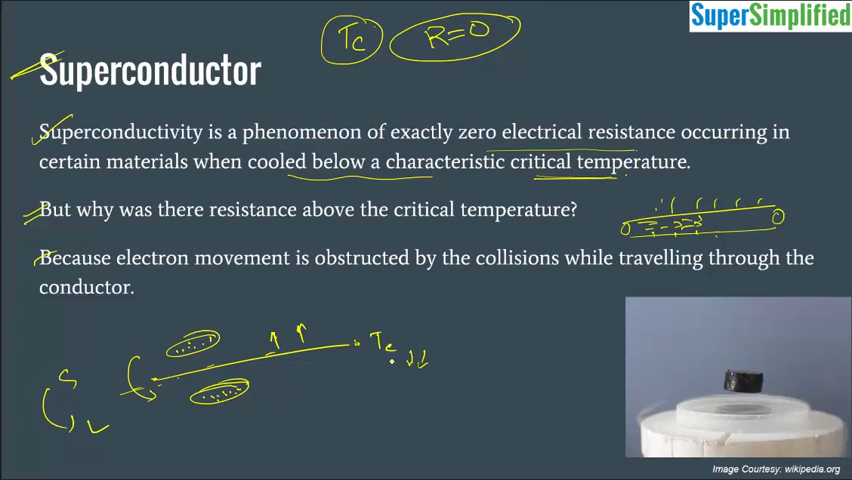 SuperSimplified
Tc
R=0
Superconductor
Superconductivity is a phenomenon of exactly zero electrical resistance occurring in
certain materials when cooled below a characteristic critical temperature.
But why was there resistance above the critical temperature?
Because electron movement is obstructed by the collisions while travelling through the
conductor.
Tc
Image Courtesy: wikipedia.org